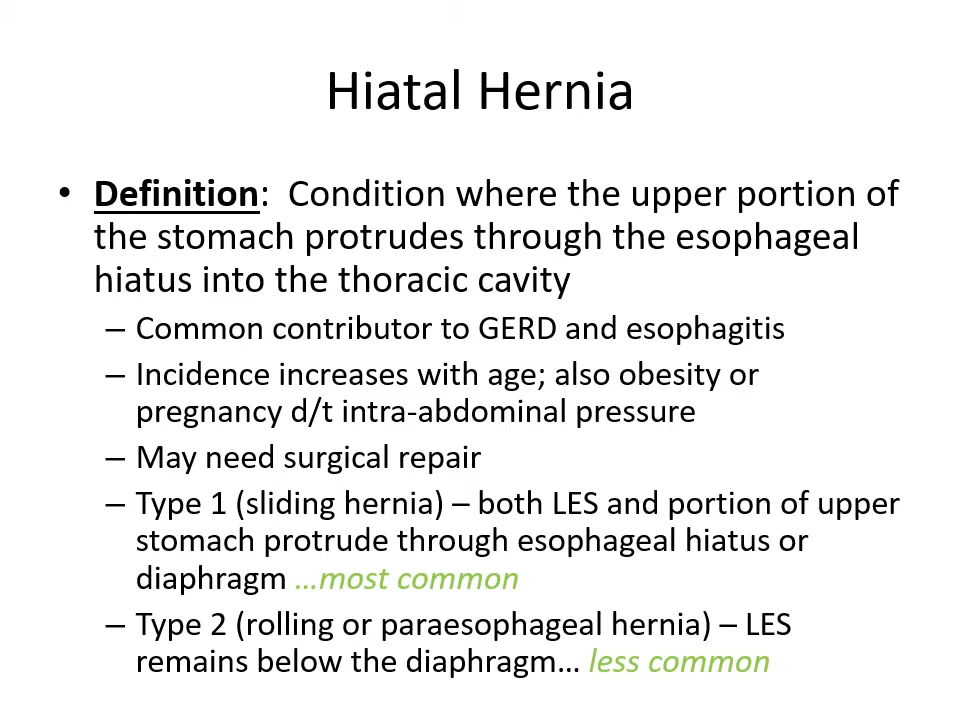 Hiatal Hernia
• Definition: Condition where the upper portion of
the stomach protrudes through the esophageal
hiatus into the thoracic cavity
– Common contributor to GERD and esophagitis
– Incidence increases with age; also obesity or
pregnancy d/t intra-abdominal pressure
– May need surgical repair
– Type 1 (sliding hernia) – both LES and portion of upper
stomach protrude through esophageal hiatus or
diaphragm …most common
– Type 2 (rolling or paraesophageal hernia) – LES
remains below the diaphragm… less common